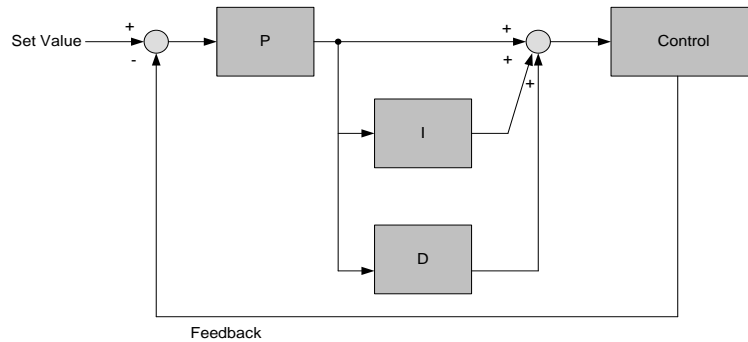 Set Value
+
-
P
+
+
+
Control
I
D
Feedback